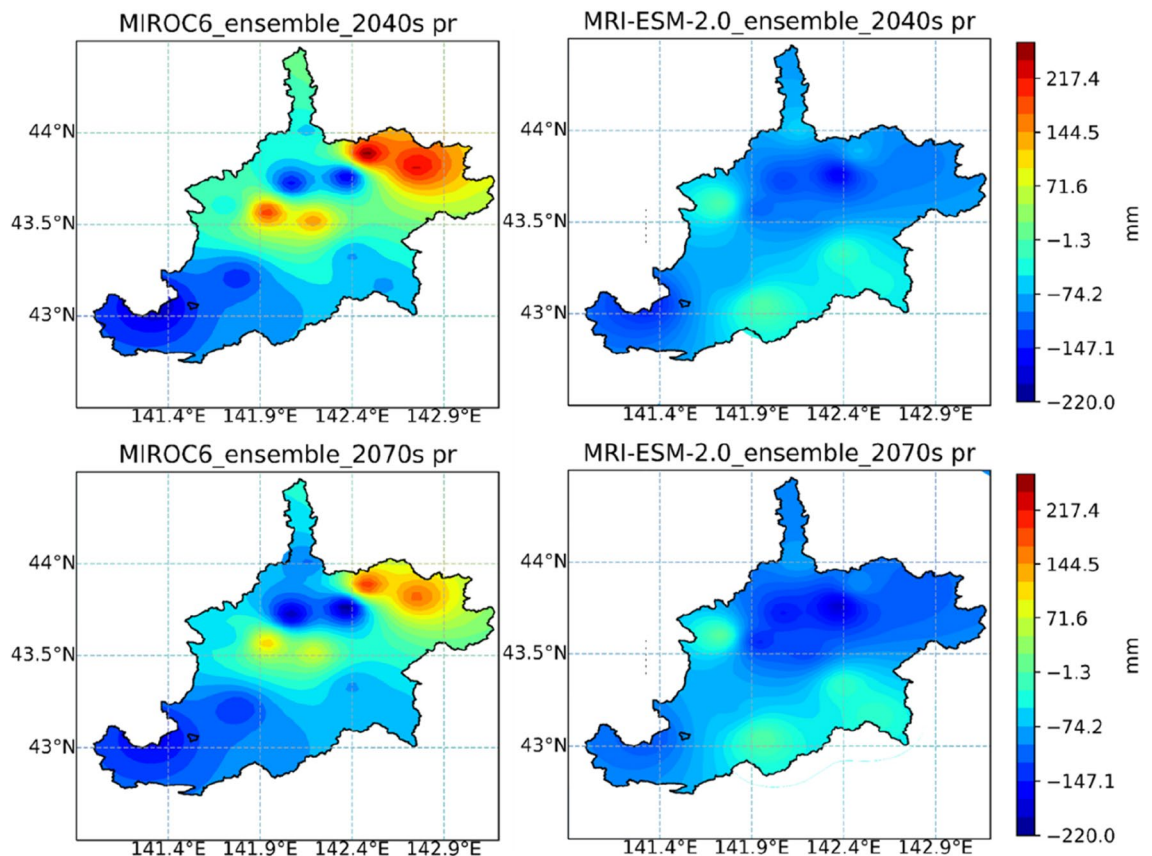 MIROC6_ensemble_2040s pr
MRI-ESM-2.0_ensemble_2040s pr
44°N
43.5°N
43°N
141.4°E 141.9°E 142.4°E 142.9°E
44°N
43.5°N
43°N
141.4°E 141.9°E 142.4°E 142.9°E
217.4
144.5
71.6
−1.3
−74.2
−147.1
−220.0
mm
MIROC6_ensemble_2070s pr
MRI-ESM-2.0_ensemble_2070s pr
44°N
43.5°N
43°N
141.4°E 141.9°E 142.4°E 142.9°E
44°N
43.5°N
43°N
141.4°E 141.9°E 142.4°E 142.9°E
217.4
144.5
71.6
−1.3
−74.2
−147.1
−220.0
mm